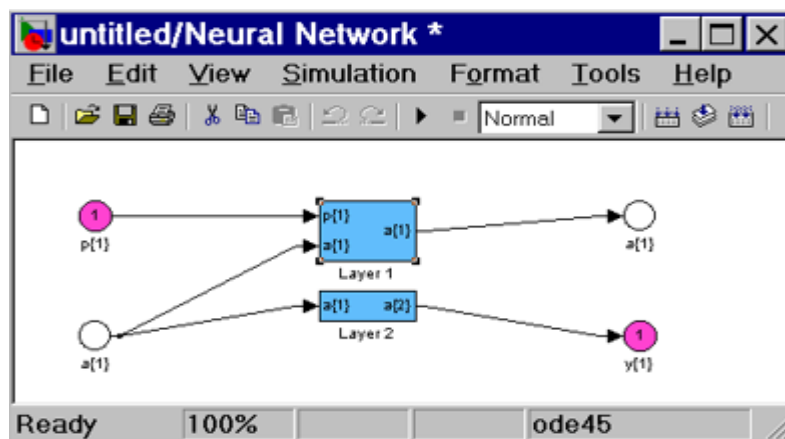 untitled/Neural Network *
File Edit View Simulation Format Tools Help
Normal
1 p{1} a{1} a{1} Layer 1
p{1}
a{1}
a{1} a{2} Layer 2
a{1}
1
y{1}
Ready 100% ode45